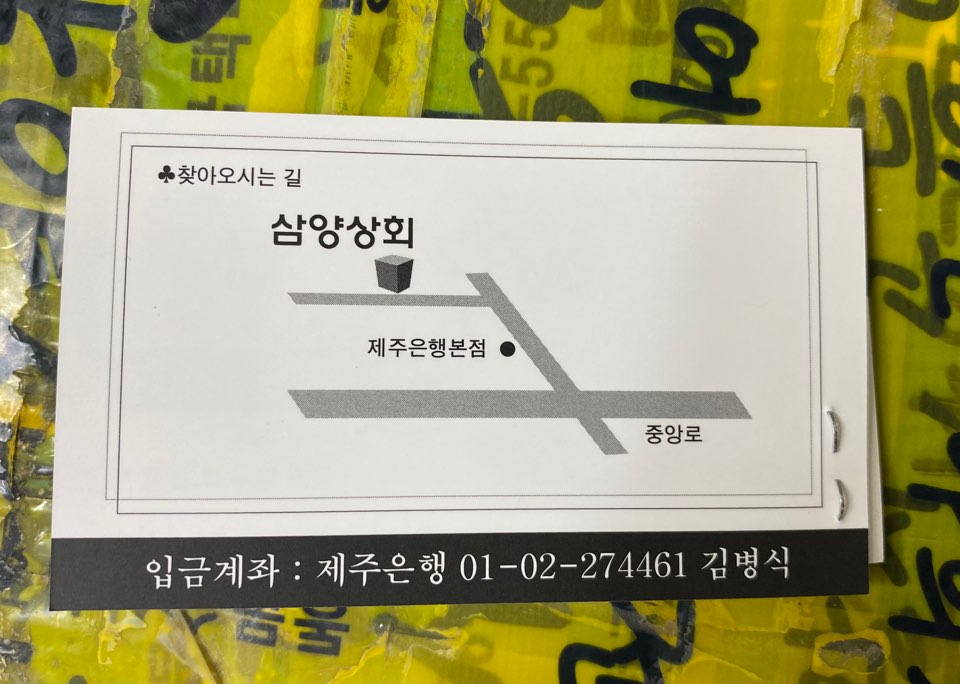 ♣찾아오시는 길
삼양상회
제주은행본점
중앙로
입금계좌 : 제주은행 01-02-274461 김병식